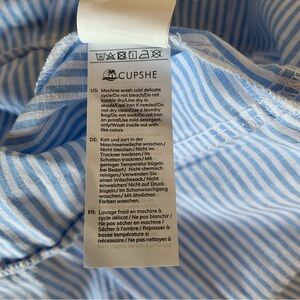 CUPSHE
US: Machine wash cold delicate
cycle/Do not bleach/Do not
tumble dry/Line dry in
shade/Cool iron if needed/Do
not dryclean/Use a laundry
bag/Do not soak/Do not iron
on print/Use mild detergent
only/Wash inside out with
like colors
DE: Kalt und zart in der
Maschinenwäsche waschen/
Nicht bleichen/ Nicht im
Trockner trocknen/ Im
Schatten trocknen/ Mit
geringer Temperatur bügeln
bei Bedarf/ Nicht chemisch
reinigen/ Verwenden Sie
einen Wäschesack/ Nicht
einweichen/ Nicht auf Druck
bügeln/ Im Schonwaschgang
waschen/ Mit ähnlichen
Farben waschen.
FR: Lavage froid en machine à
cycle délicat / Ne pas blanchir /
Ne pas sécher en machine /
Sécher à l'ombre / Repasser à
basse température si
nécessaire / Ne pas nettoyer à